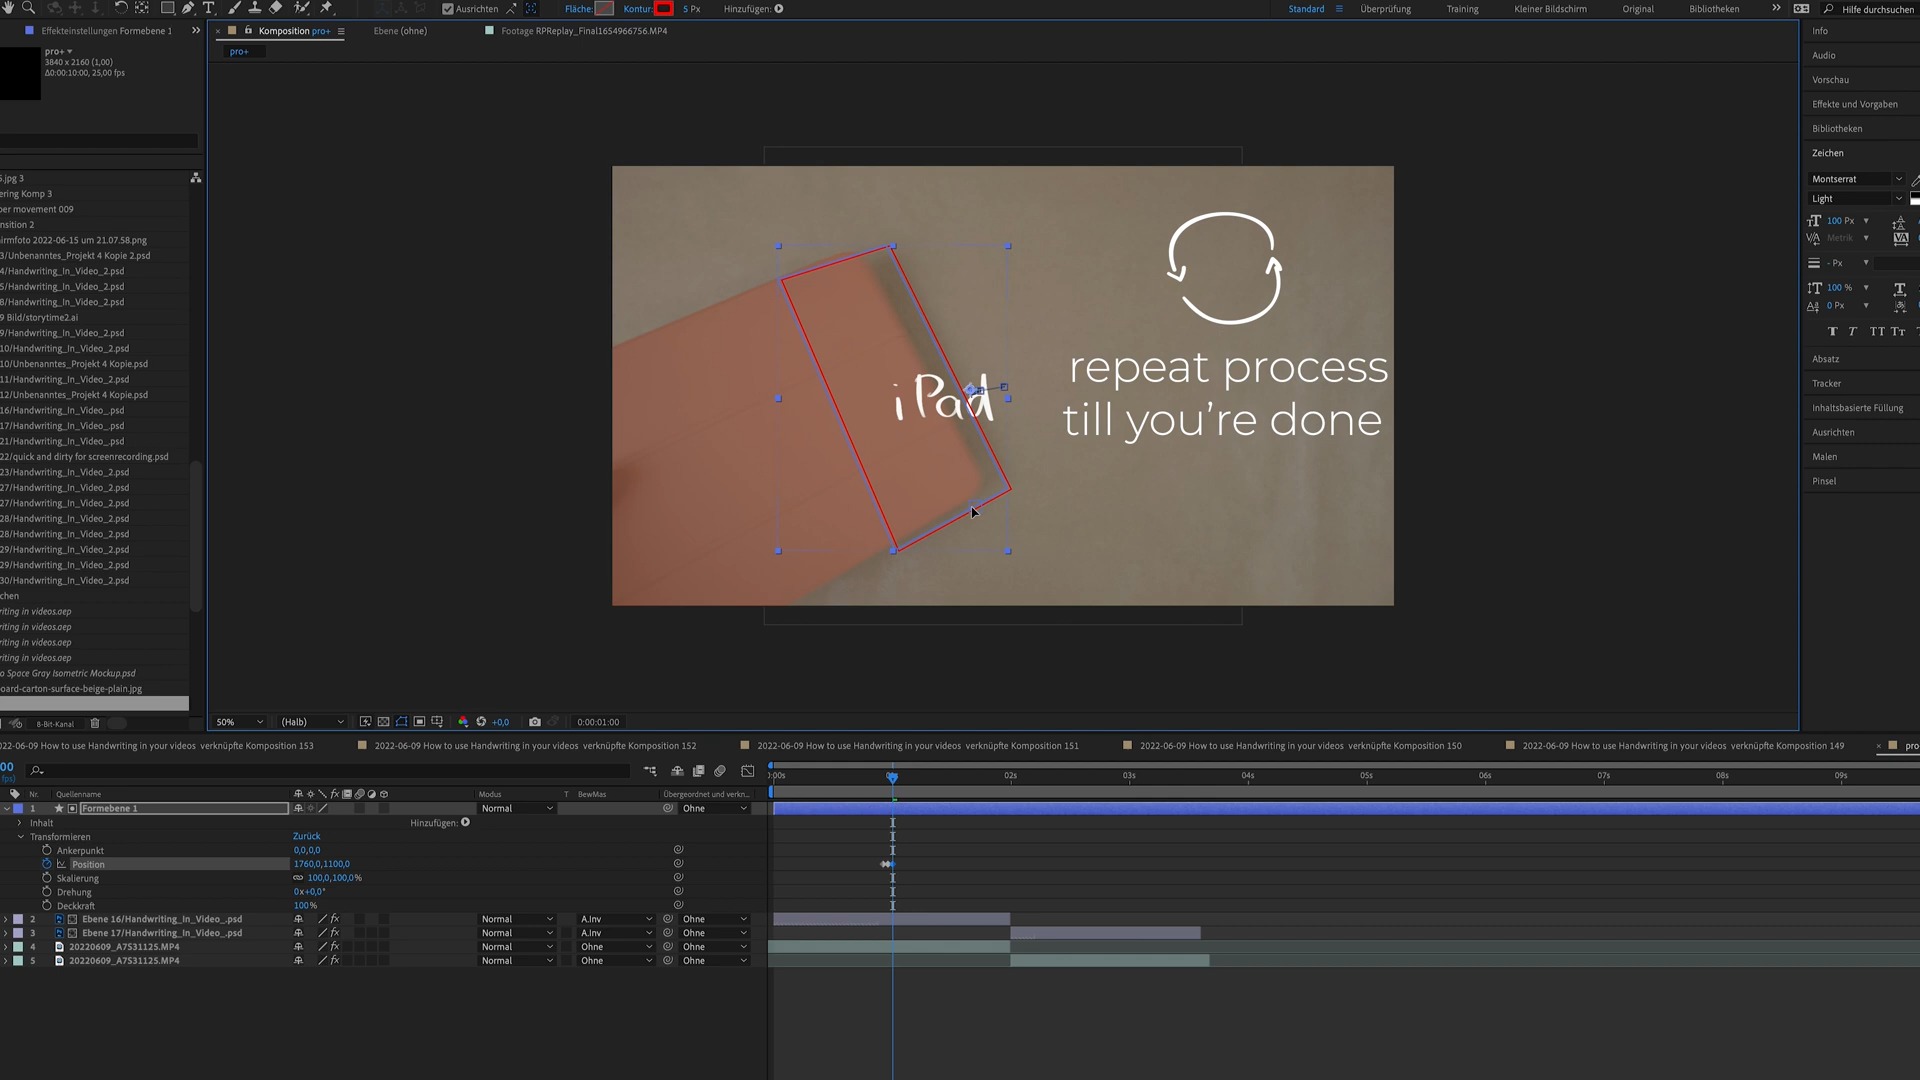 Ausrichten
Fläche:
Kontur:
5 Px
Hinzufügen:
Standard
Überprüfung
Training
Kleiner Bildschirm
Original
Bibliotheken
Hilfe durchsuchen
Effekteinstellungen Formebene 1
Komposition pro+
Ebene (ohne)
Footage RPReplay_Final1654966756.MP4
pro+
pro+
3840 x 2160 (1,00)
Δ0:00:10:00, 25,00 fps
5.jpg 3
ering Komp 3
per movement 009
nsition 2
irmfoto 2022-06-15 um 21.07.58.png
3/Unbenanntes_Projekt 4 Kopie 2.psd
4/Handwriting_In_Video_2.psd
5/Handwriting_In_Video_2.psd
8/Handwriting_In_Video_2.psd
9 Bild/storytime2.ai
9/Handwriting_In_Video_2.psd
10/Handwriting_In_Video_2.psd
10/Unbenanntes_Projekt 4 Kopie.psd
11/Handwriting_In_Video_2.psd
12/Unbenanntes_Projekt 4 Kopie.psd
16/Handwriting_In_Video_2.psd
17/Handwriting_In_Video_2.psd
21/Handwriting_In_Video_2.psd
22/quick and dirty for screenrecording.psd
23/Handwriting_In_Video_2.psd
27/Handwriting_In_Video_2.psd
27/Handwriting_In_Video_2.psd
28/Handwriting_In_Video_2.psd
28/Handwriting_In_Video_2.psd
29/Handwriting_In_Video_2.psd
29/Handwriting_In_Video_2.psd
30/Handwriting_In_Video_2.psd
chen
riting in videos.aep
riting in videos.aep
riting in videos.aep
riting in videos.aep
o Space Gray Isometric Mockup.psd
oard-carton-surface-beige-plain.jpg
8-Bit-Kanal
iPad
repeat process
till you're done
50%
(Halb)
+0,0
0:00:01:00
Info
Audio
Vorschau
Effekte und Vorgaben
Bibliotheken
Zeichen
Montserrat
Light
100 Px
Metrik
- Px
100 %
0 Px
T T TT Tr
Absatz
Tracker
Inhaltsbasierte Füllung
Ausrichten
Malen
Pinsel
22-06-09 How to use Handwriting in your videos verknüpfte Komposition 153
2022-06-09 How to use Handwriting in your videos verknüpfte Komposition 152
2022-06-09 How to use Handwriting in your videos verknüpfte Komposition 151
2022-06-09 How to use Handwriting in your videos verknüpfte Komposition 150
2022-06-09 How to use Handwriting in your videos verknüpfte Komposition 149
pro
00
fps)
:00s
02s
03s
04s
05s
06s
07s
08s
09s
Nr.
Quellenname
Modus
T
BewMas
Übergeordnet und verkn...
1
Formebene 1
Normal
Ohne
Inhalt
Hinzufügen:
Transformieren
Zurück
Ankerpunkt
0,0,0,0
Position
1760,0,1100,0
Skalierung
100,0,100,0%
Drehung
0x+0,0°
Deckkraft
100%
2
Ebene 16/Handwriting_In_Video_.psd
Normal
A.Inv
Ohne
3
Ebene 17/Handwriting_In_Video_.psd
Normal
A.Inv
Ohne
4
20220609_A7S31125.MP4
Normal
Ohne
Ohne
5
20220609_A7S31125.MP4
Normal
Ohne
Ohne